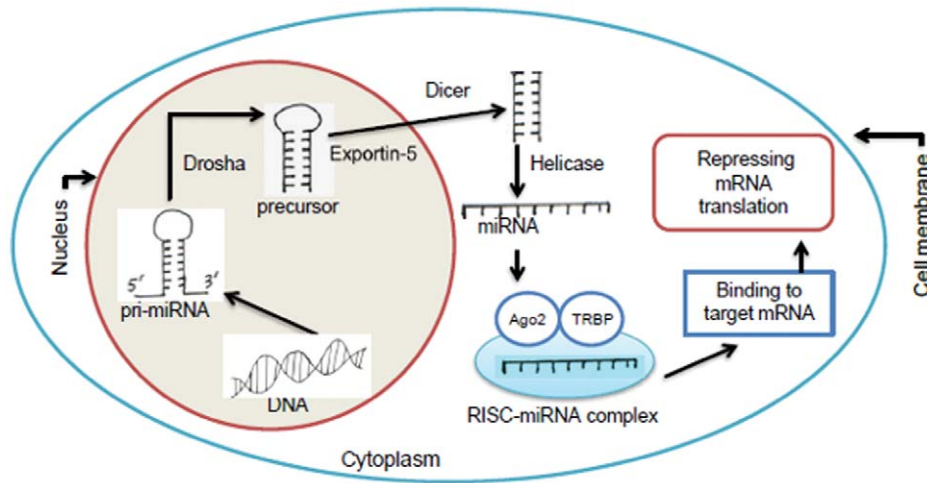 Dicer
Drosha
Exportin-5
precursor
Helicase
Repressing
mRNA
translation
Nucleus
Cell membrane
5'
3'
pri-miRNA
miRNA
Ago2
TRBP
Binding to
target mRNA
DNA
RISC-miRNA complex
Cytoplasm